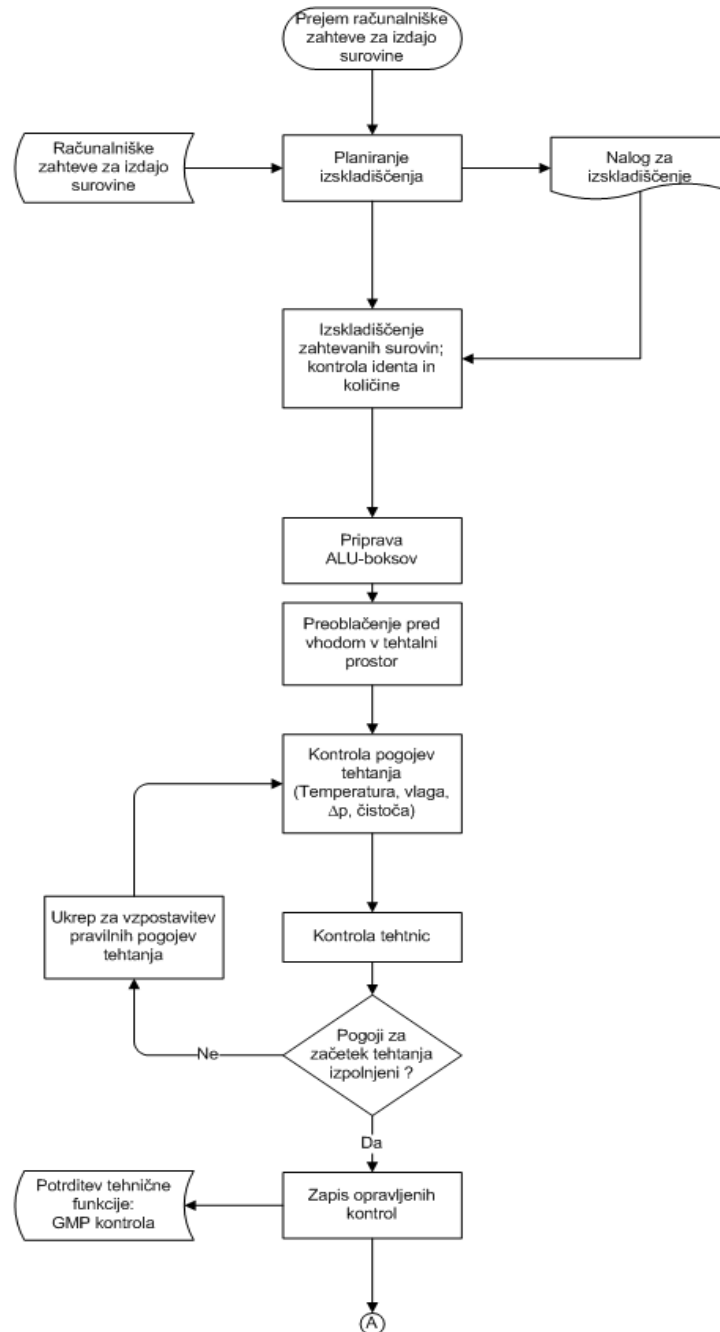 Prejem računalniške
zahteve za izdajo
surovine
Računalniške
zahteve za izdajo
surovine
Planiranje
izskladiščenja
Nalog za
izskladiščenje
Izskladiščenje
zahtevanih surovin;
kontrola identa in
količine
Priprava
ALU-boksov
Preoblačenje pred
vhodom v tehtalni
prostor
Kontrola pogojev
tehtanja
(Temperatura, vlaga,
Δp, čistoča)
Ukrep za vzpostavitev
pravilnih pogojev
tehtanja
Kontrola tehtnic
Pogoji za
začetek tehtanja
izpolnjeni ?
Ne
Da
Potrditev tehnične
funkcije:
GMP kontrola
Zapis opravljenih
kontrol
A